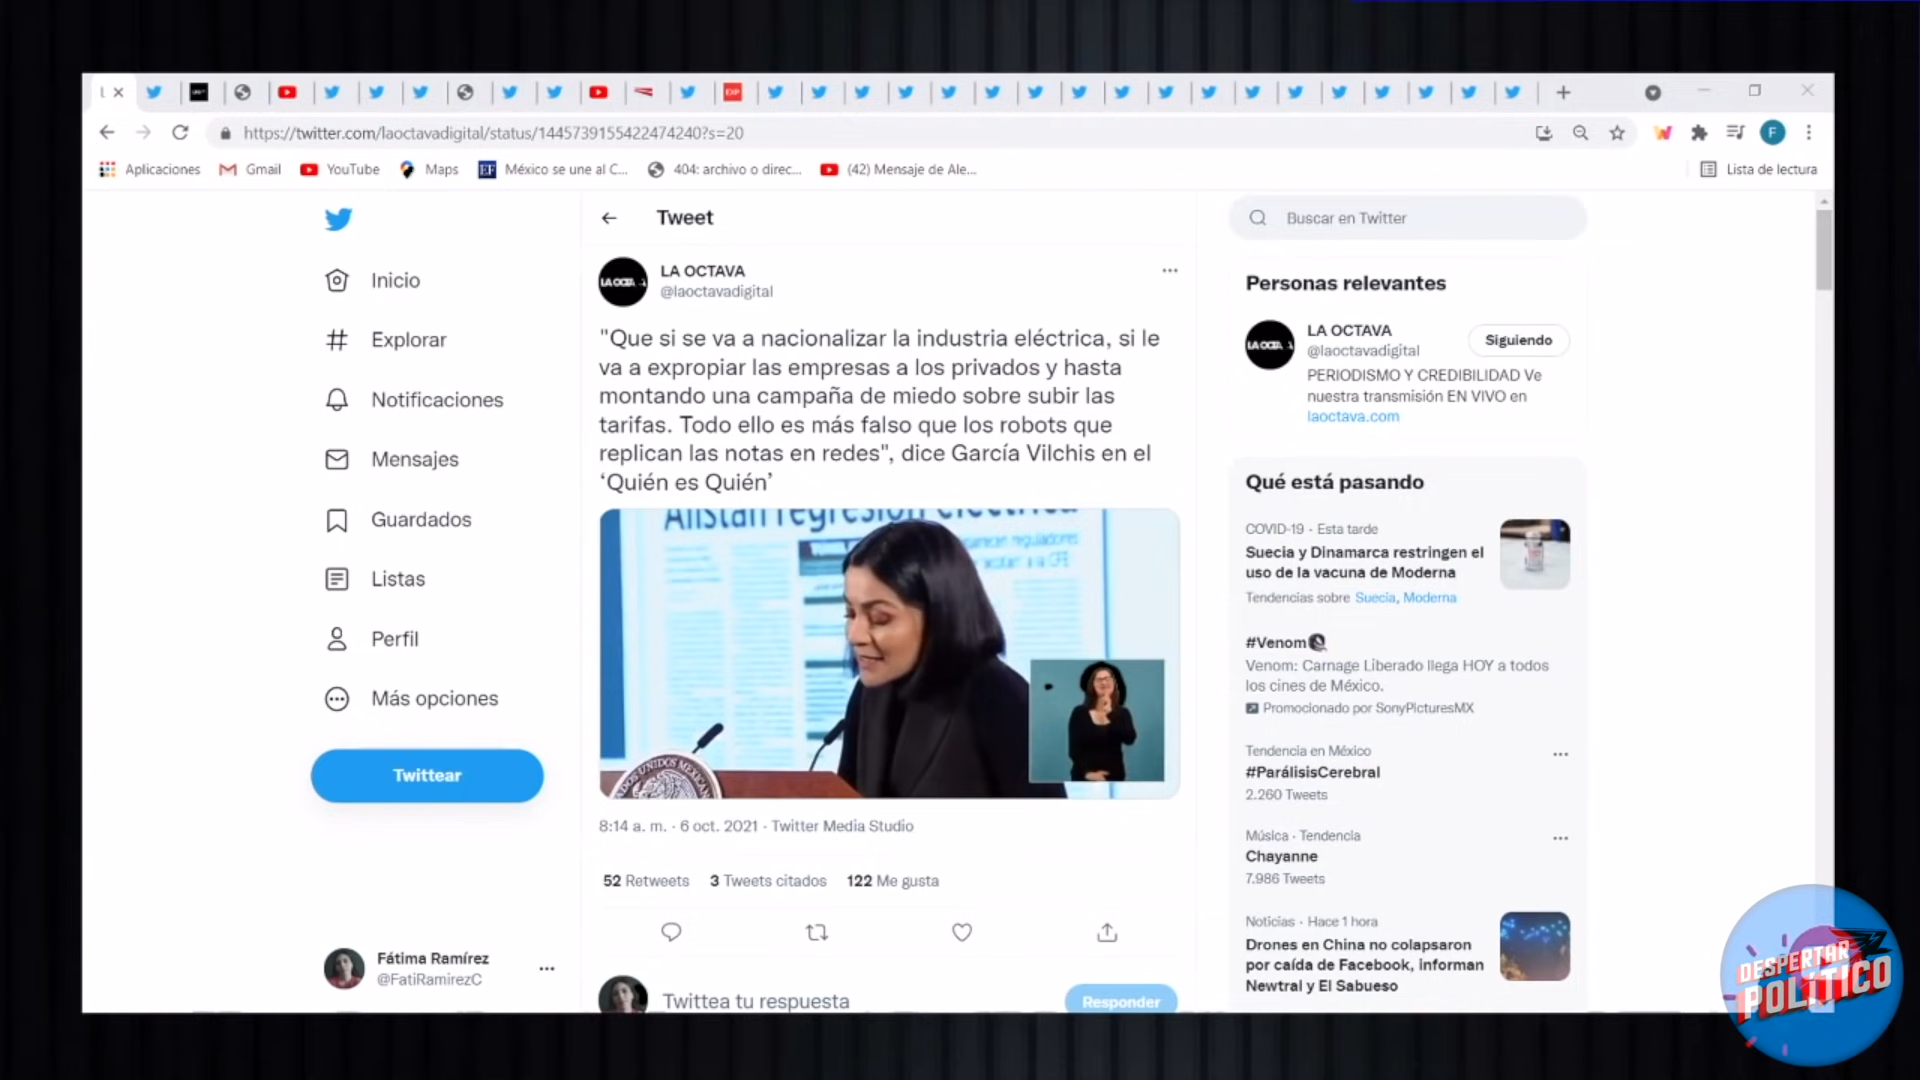 https://twitter.com/laoctavadigital/status/1445739155422474240?s=20
F
Aplicaciones
Gmail
YouTube
Maps
México se une al C...
404: archivo o direc...
(42) Mensaje de Ale...
Lista de lectura
Inicio
Explorar
Notificaciones
Mensajes
Guardados
Listas
Perfil
Más opciones
Twittear
Fátima Ramírez
@FatiRamirezC
Tweet
LA OCTAVA
@laoctavadigital
"Que si se va a nacionalizar la industria eléctrica, si le
va a expropiar las empresas a los privados y hasta
montando una campaña de miedo sobre subir las
tarifas. Todo ello es más falso que los robots que
replican las notas en redes", dice García Vilchis en el
‘Quién es Quién’
Alistan regresión eléctrica
UNIDOS MEXICAN
8:14 a. m. · 6 oct. 2021 · Twitter Media Studio
52 Retweets 3 Tweets citados 122 Me gusta
Twittea tu respuesta
Responder
Buscar en Twitter
Personas relevantes
LA OCTAVA
@laoctavadigital
Siguiendo
PERIODISMO Y CREDIBILIDAD Ve
nuestra transmisión EN VIVO en
laoctava.com
Qué está pasando
COVID-19 · Esta tarde
Suecia y Dinamarca restringen el
uso de la vacuna de Moderna
Tendencias sobre Suecia, Moderna
#Venom
Venom: Carnage Liberado llega HOY a todos
los cines de México.
Promocionado por SonyPicturesMX
Tendencia en México
#ParálisisCerebral
2.260 Tweets
Música · Tendencia
Chayanne
7.986 Tweets
Noticias · Hace 1 hora
Drones en China no colapsaron
por caída de Facebook, informan
Newtral y El Sabueso
DESPERTAR
POLÍTICO